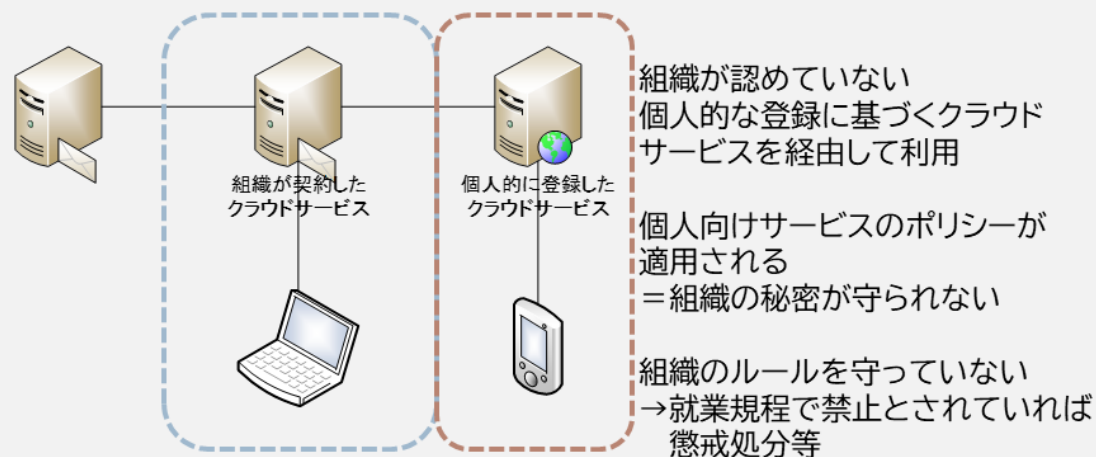 組織が契約した
クラウドサービス
個人的に登録した
クラウドサービス
組織が認めていない
個人的な登録に基づくクラウド
サービスを経由して利用
個人向けサービスのポリシーが
適用される
＝組織の秘密が守られない
組織のルールを守っていない
→就業規程で禁止とされていれば
懲戒処分等